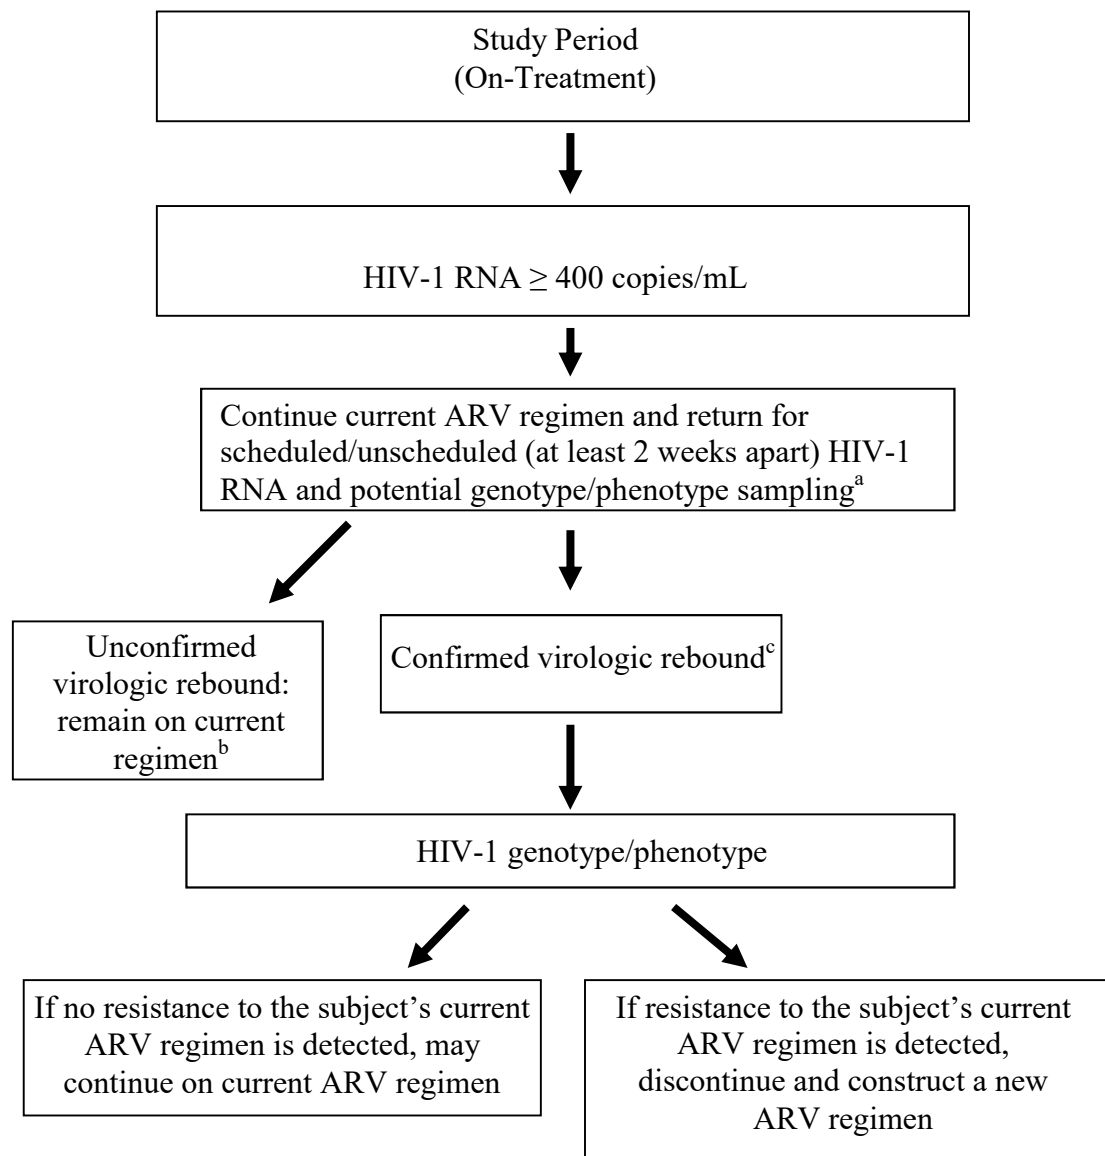 Study Period
(On-Treatment)
HIV-1 RNA ≥ 400 copies/mL
Continue current ARV regimen and return for
scheduled/unscheduled (at least 2 weeks apart) HIV-1
RNA and potential genotype/phenotype samplingᵃ
Unconfirmed
virologic rebound:
remain on current
regimenᵇ
Confirmed virologic reboundᶜ
HIV-1 genotype/phenotype
If no resistance to the subject’s current
ARV regimen is detected, may
continue on current ARV regimen
If resistance to the subject’s current
ARV regimen is detected,
discontinue and construct a new
ARV regimen